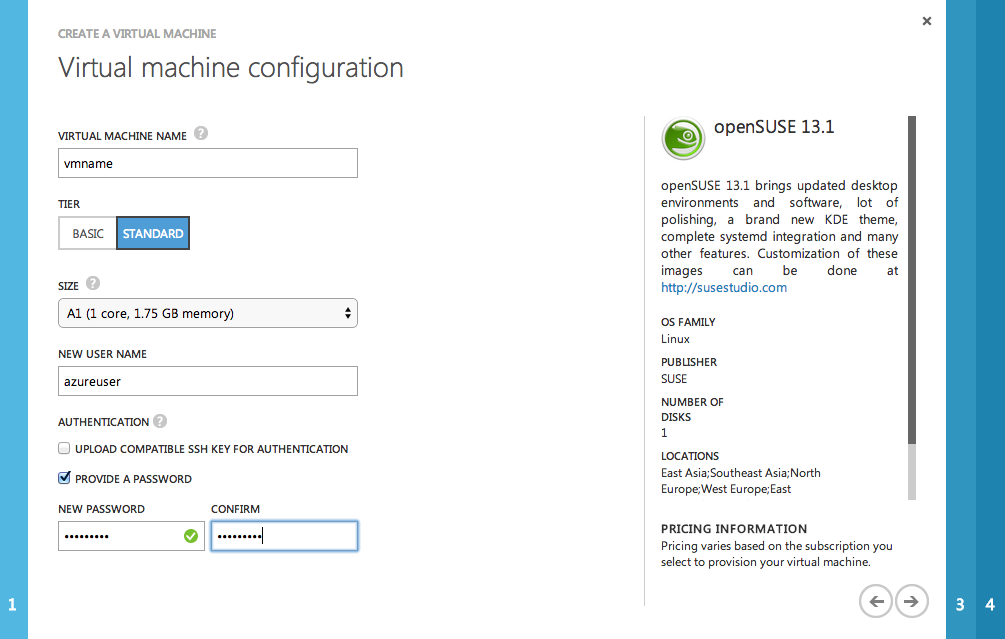 CREATE A VIRTUAL MACHINE
Virtual machine configuration
VIRTUAL MACHINE NAME ?
vmname
TIER
BASIC STANDARD
SIZE ?
A1 (1 core, 1.75 GB memory)
NEW USER NAME
azureuser
AUTHENTICATION ?
UPLOAD COMPATIBLE SSH KEY FOR AUTHENTICATION
PROVIDE A PASSWORD
NEW PASSWORD CONFIRM
••••••••• •••••••••
openSUSE 13.1
openSUSE 13.1 brings updated desktop
environments and software, lot of
polishing, a brand new KDE theme,
complete systemd integration and many
other features. Customization of these
images can be done at
http://susestudio.com
OS FAMILY
Linux
PUBLISHER
SUSE
NUMBER OF
DISKS
1
LOCATIONS
East Asia;Southeast Asia;North
Europe;West Europe;East
PRICING INFORMATION
Pricing varies based on the subscription you
select to provision your virtual machine.
1
3 4